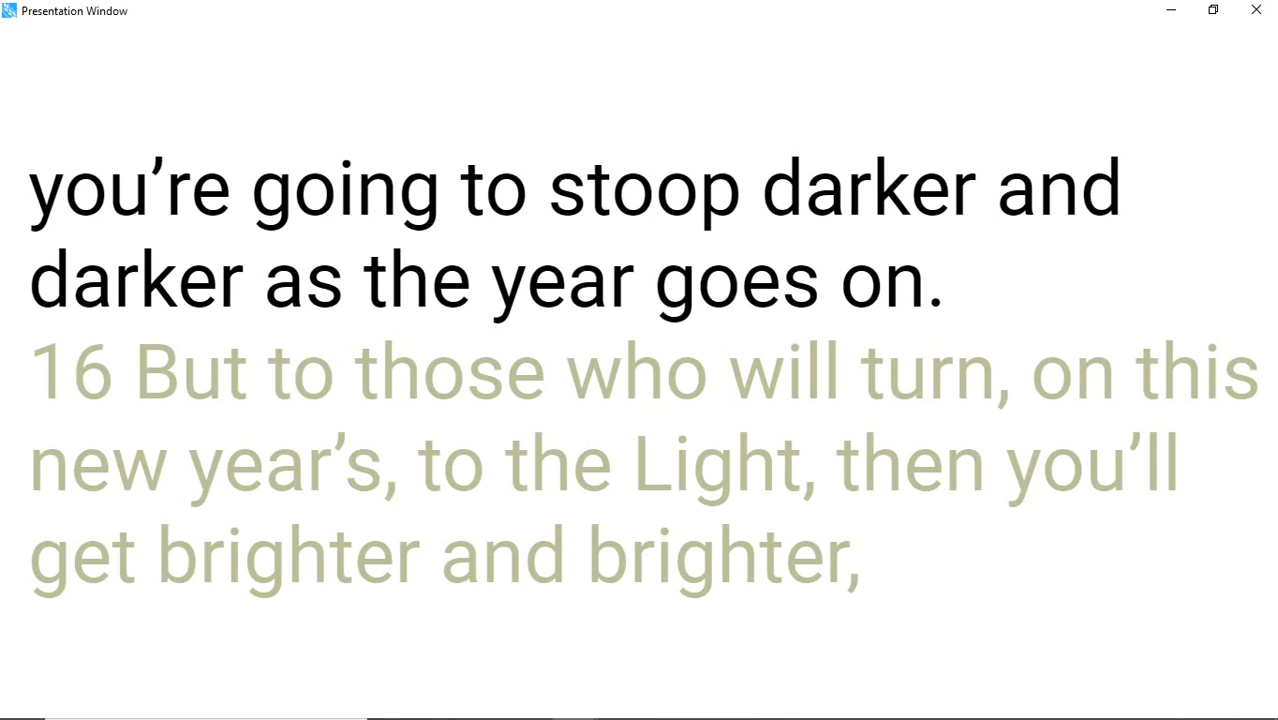 Presentation Window
you’re going to stoop darker and
darker as the year goes on.
16 But to those who will turn, on this
new year’s, to the Light, then you’ll
get brighter and brighter,